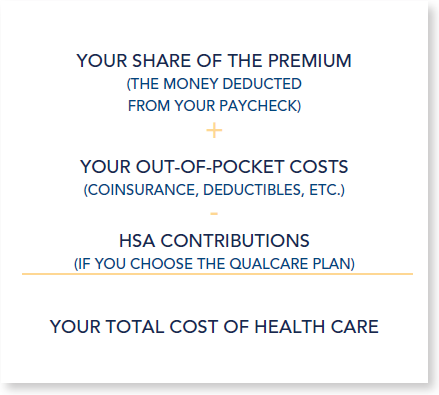 YOUR SHARE OF THE PREMIUM
(THE MONEY DEDUCTED
FROM YOUR PAYCHECK)
+
YOUR OUT-OF-POCKET COSTS
(COINSURANCE, DEDUCTIBLES, ETC.)
-
HSA CONTRIBUTIONS
(IF YOU CHOOSE THE QUALCARE PLAN)
YOUR TOTAL COST OF HEALTH CARE